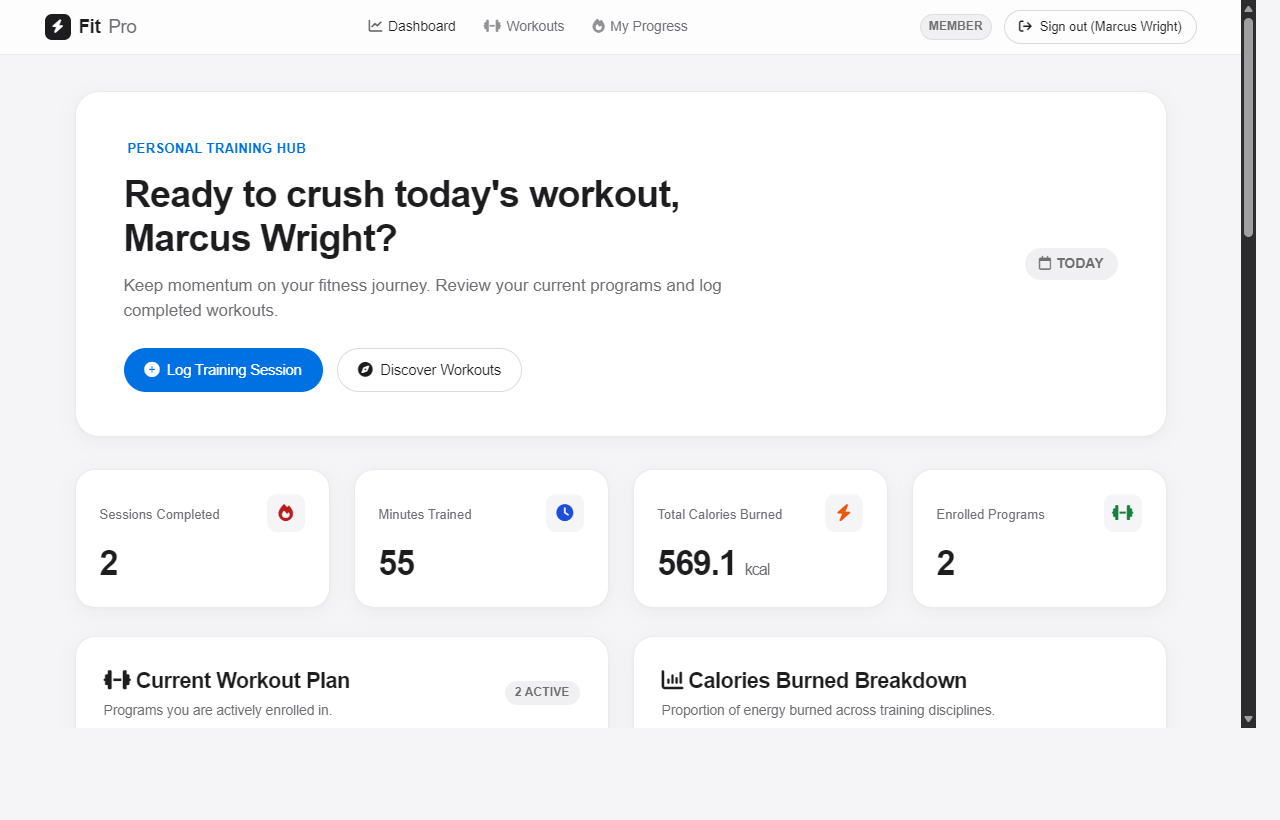 Fit Pro
Dashboard
Workouts
My Progress
MEMBER
Sign out (Marcus Wright)
PERSONAL TRAINING HUB
Ready to crush today's workout,
Marcus Wright?
Keep momentum on your fitness journey. Review your current programs and log
completed workouts.
TODAY
Log Training Session
Discover Workouts
Sessions Completed
2
Minutes Trained
55
Total Calories Burned
569.1 kcal
Enrolled Programs
2
Current Workout Plan
2 ACTIVE
Programs you are actively enrolled in.
Calories Burned Breakdown
Proportion of energy burned across training disciplines.